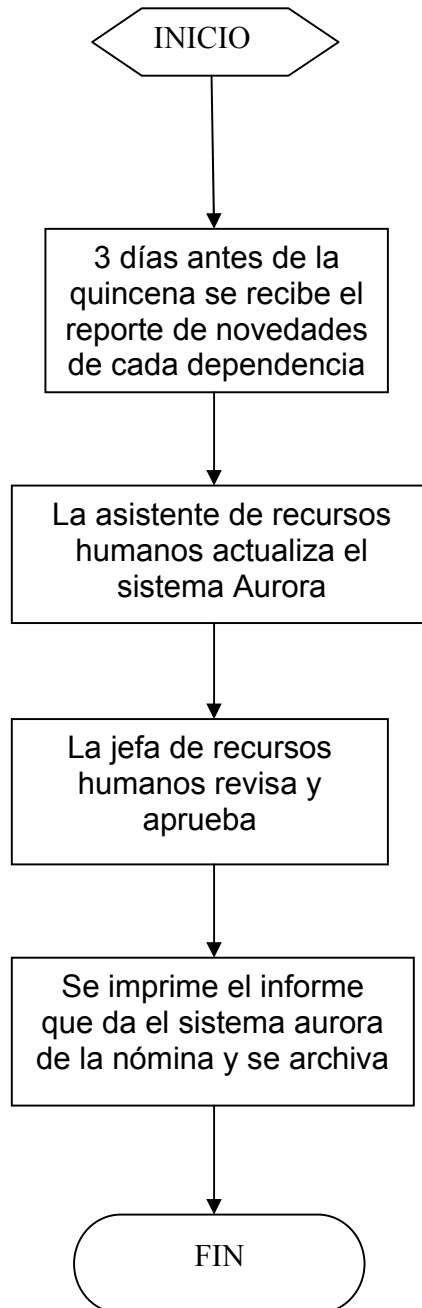 INICIO
3 días antes de la
quincena se recibe el
reporte de novedades
de cada dependencia
La asistente de recursos
humanos actualiza el
sistema Aurora
La jefa de recursos
humanos revisa y
aprueba
Se imprime el informe
que da el sistema aurora
de la nómina y se archiva
FIN